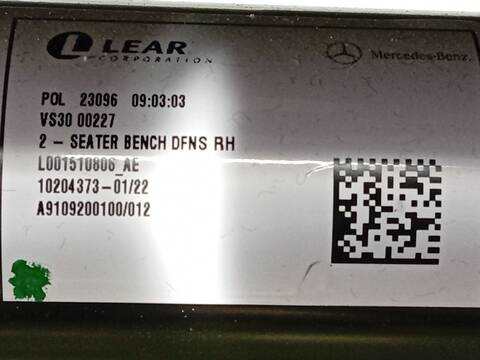 LEAR
CORPORATION
Mercedes-Benz
POL 23096 09:03:03
VS30 00227
2 - SEATER BENCH DFNS RH
L001510806_AE
10204373-01/22
A9109200100/012